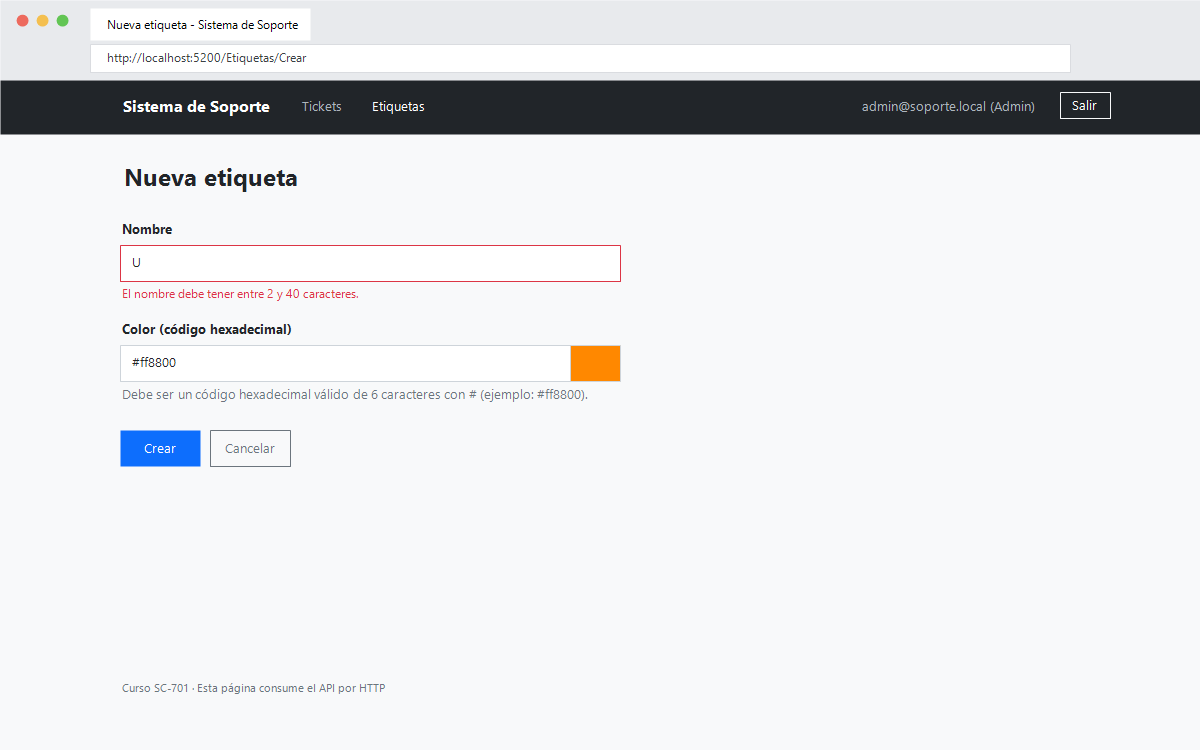 Nueva etiqueta - Sistema de Soporte
http://localhost:5200/Etiquetas/Crear
Sistema de Soporte Tickets Etiquetas admin@soporte.local (Admin) Salir
Nueva etiqueta
Nombre
U
El nombre debe tener entre 2 y 40 caracteres.
Color (código hexadecimal)
#ff8800
Debe ser un código hexadecimal válido de 6 caracteres con # (ejemplo: #ff8800).
Crear Cancelar
Curso SC-701 · Esta página consume el API por HTTP